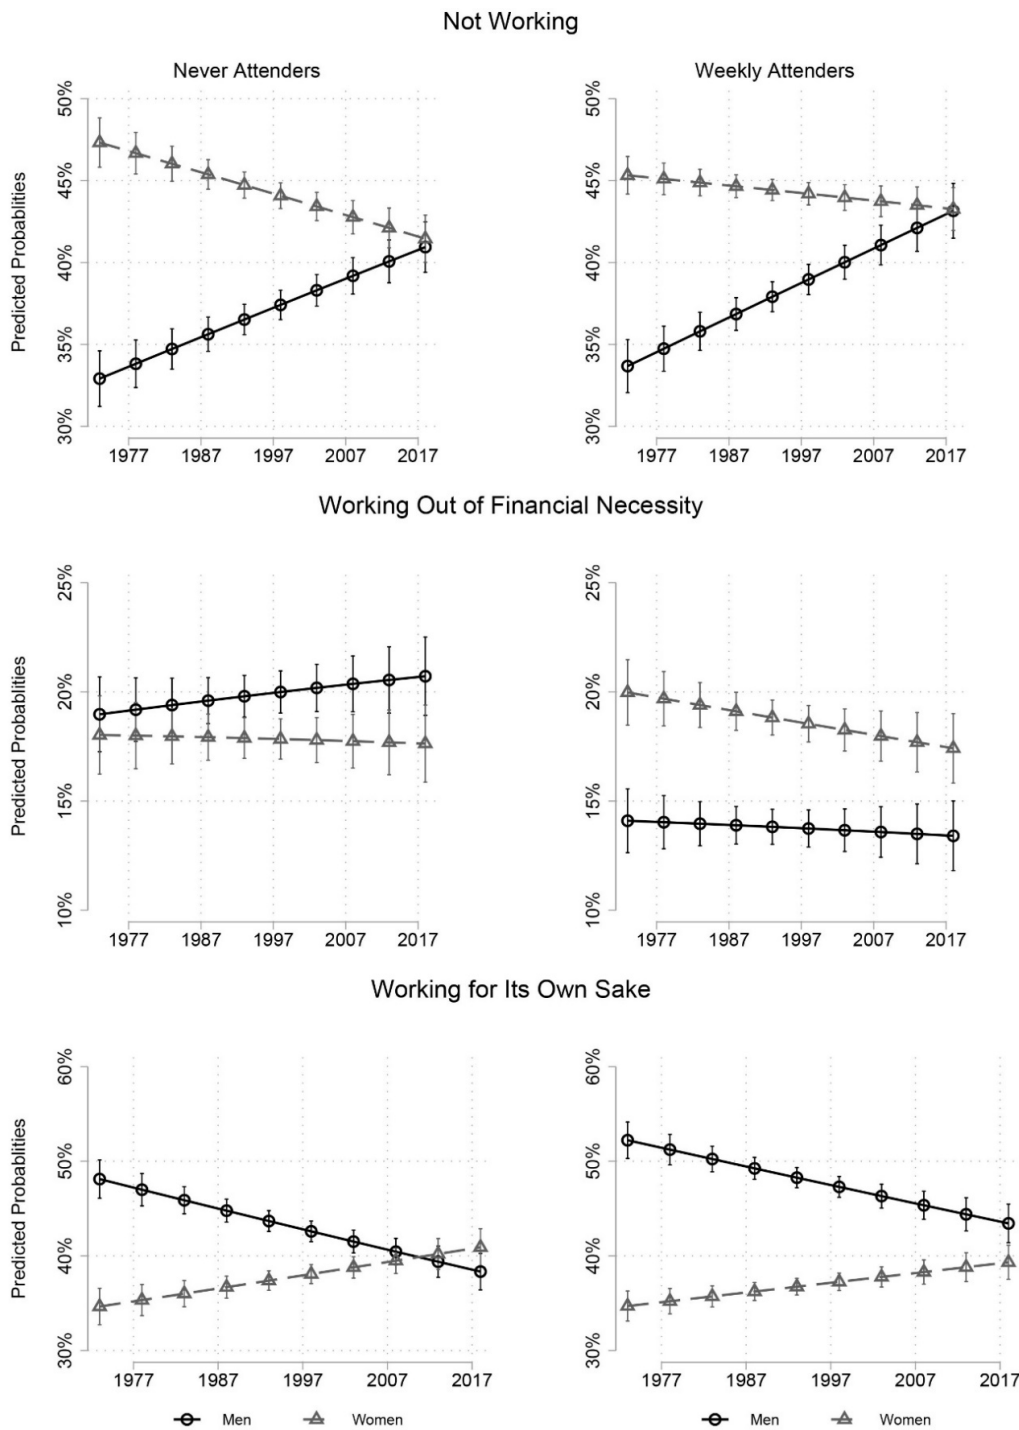 Not Working
Never Attenders
Weekly Attenders
Predicted Probablities
50%
45%
40%
35%
30%
1977 1987 1997 2007 2017
50%
45%
40%
35%
30%
1977 1987 1997 2007 2017
Working Out of Financial Necessity
Predicted Probablities
25%
20%
15%
10%
1977 1987 1997 2007 2017
25%
20%
15%
10%
1977 1987 1997 2007 2017
Working for Its Own Sake
Predicted Probablities
60%
50%
40%
30%
1977 1987 1997 2007 2017
60%
50%
40%
30%
1977 1987 1997 2007 2017
Men Women
Men Women